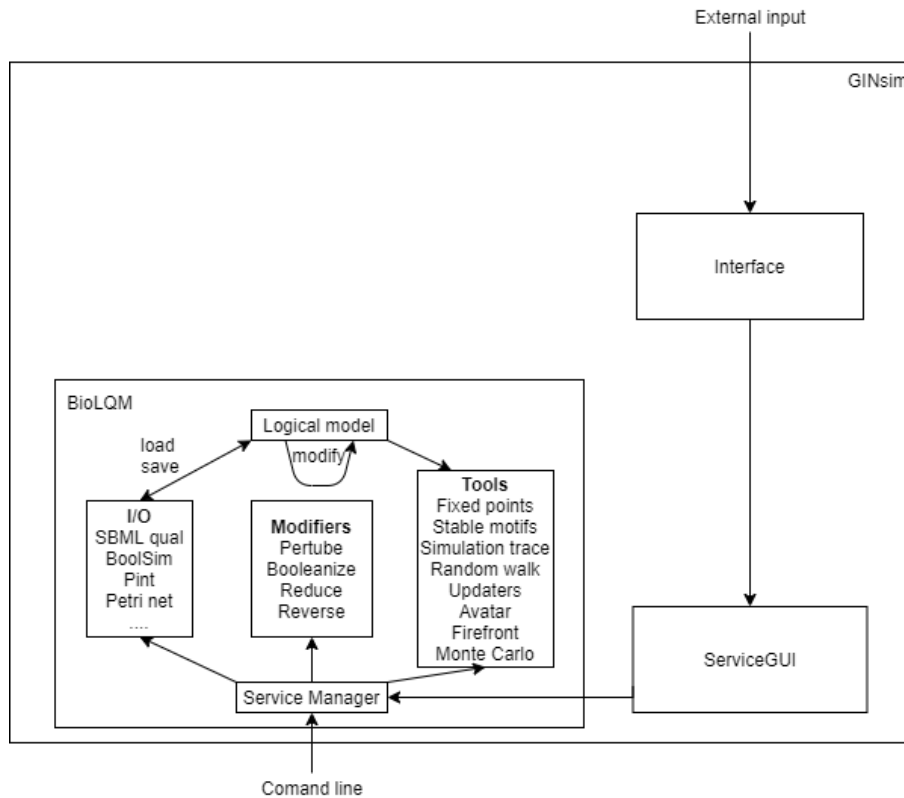 External input
GINsim
Interface
BioLQM
Logical model
load
save
modify
I/O
SBML qual
BoolSim
Pint
Petri net
....
Modifiers
Pertube
Booleanize
Reduce
Reverse
Tools
Fixed points
Stable motifs
Simulation trace
Random walk
Updaters
Avatar
Firefront
Monte Carlo
ServiceGUI
Service Manager
Comand line